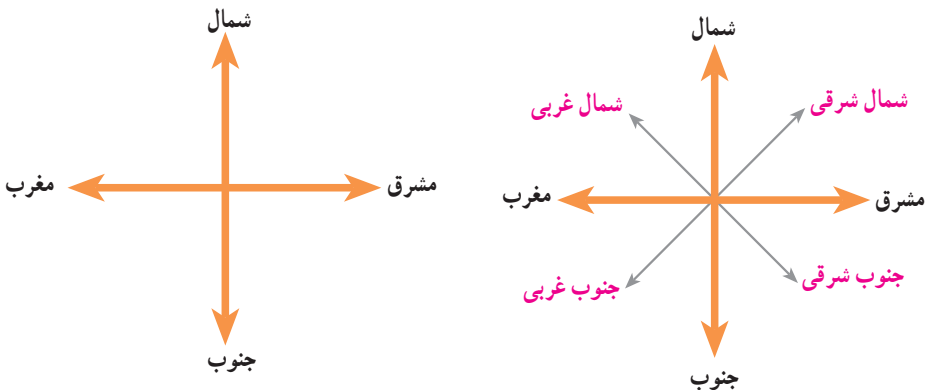 شمال
مشرق
مغرب
جنوب
شمال
شمال شرقی
شمال غربی
مشرق
مغرب
جنوب شرقی
جنوب غربی
جنوب